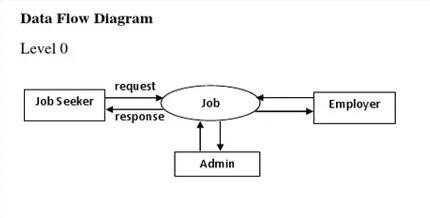 Data Flow Diagram
Level 0
request
Job Seeker
Job
Employer
response
Admin